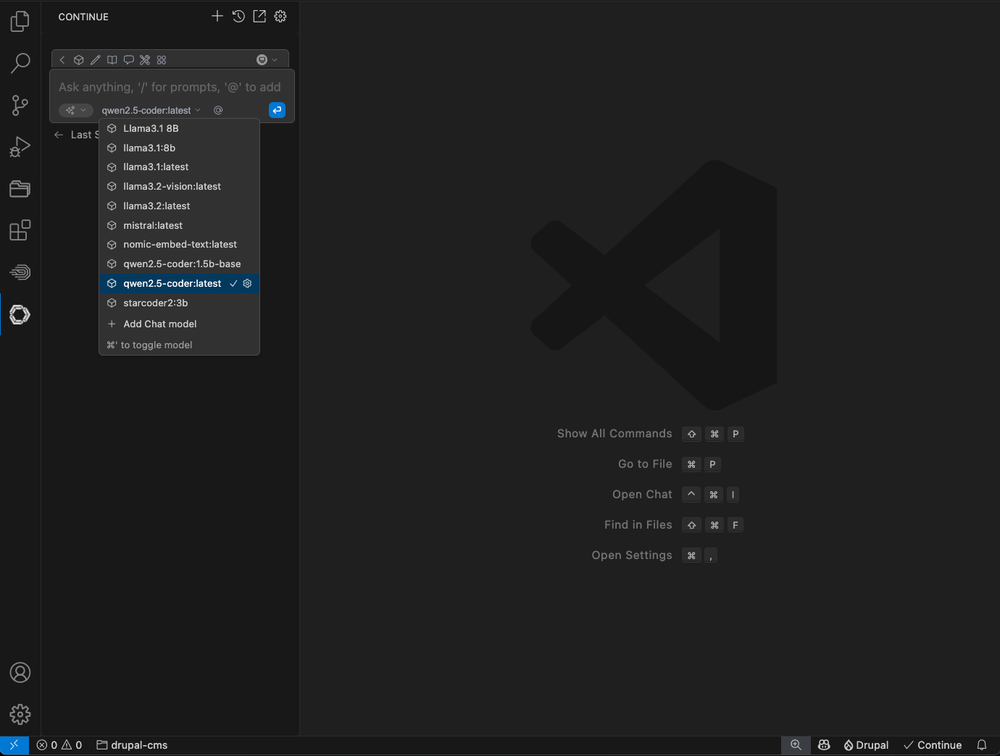 CONTINUE
Ask anything, '/' for prompts, '@' to add
qwen2.5-coder:latest
@
Last S
Llama3.1 8B
llama3.1:8b
llama3.1:latest
llama3.2-vision:latest
llama3.2:latest
mistral:latest
nomic-embed-text:latest
qwen2.5-coder:1.5b-base
qwen2.5-coder:latest
starcoder2:3b
+ Add Chat model
⌘' to toggle model
Show All Commands ⇧ ⌘ P
Go to File ⌘ P
Open Chat ^ ⌘ I
Find in Files ⇧ ⌘ F
Open Settings ⌘ ,
0 0 drupal-cms
Drupal Continue